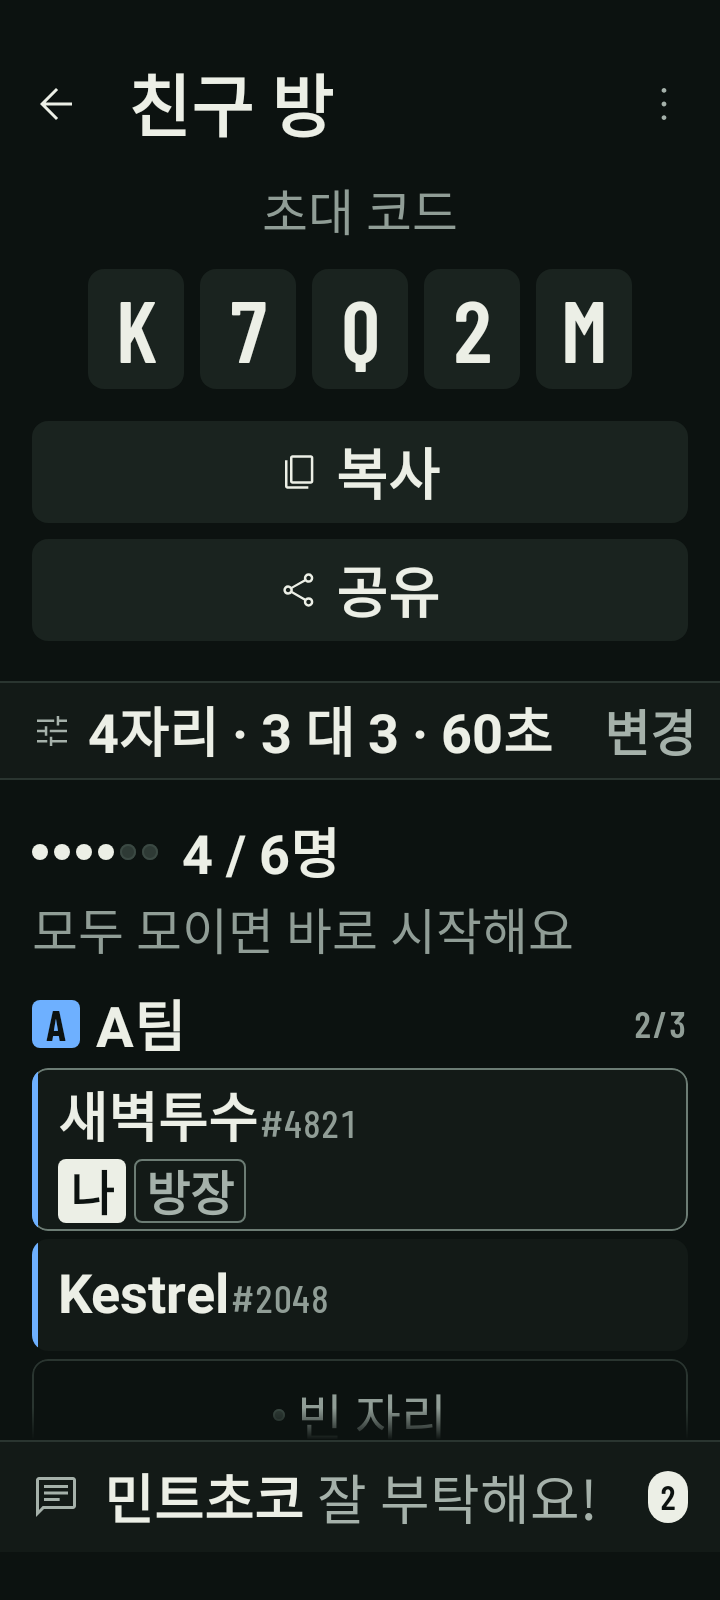 친구 방
초대 코드
K 7 Q 2 M
복사
공유
4자리 · 3 대 3 · 60초 변경
4 / 6명
모두 모이면 바로 시작해요
A A팀 2/3
새벽투수#4821
나 방장
Kestrel#2048
빈 자리
민트초코 잘 부탁해요! 2